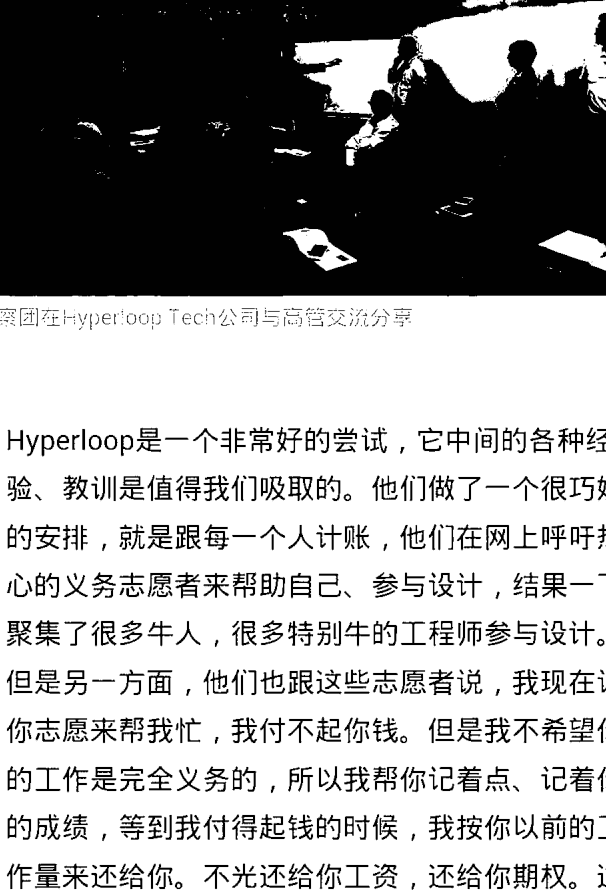 察团在Hyperloop Tech公司与高管交流分享
Hyperloop是一个非常好的尝试，它中间的各种经
验、教训是值得我们吸取的。他们做了一个很巧妙
的安排，就是跟每一个人计账，他们在网上呼吁热
心的义务志愿者来帮助自己、参与设计，结果一下
聚集了很多牛人，很多特别牛的工程师参与设计。
但是另一方面，他们也跟这些志愿者说，我现在让
你志愿来帮我忙，我付不起你钱。但是我不希望你
的工作是完全义务的，所以我帮你记着点、记着你
的成绩，等到我付得起钱的时候，我按你以前的工
作量来还给你。不光还给你工资，还给你期权。这